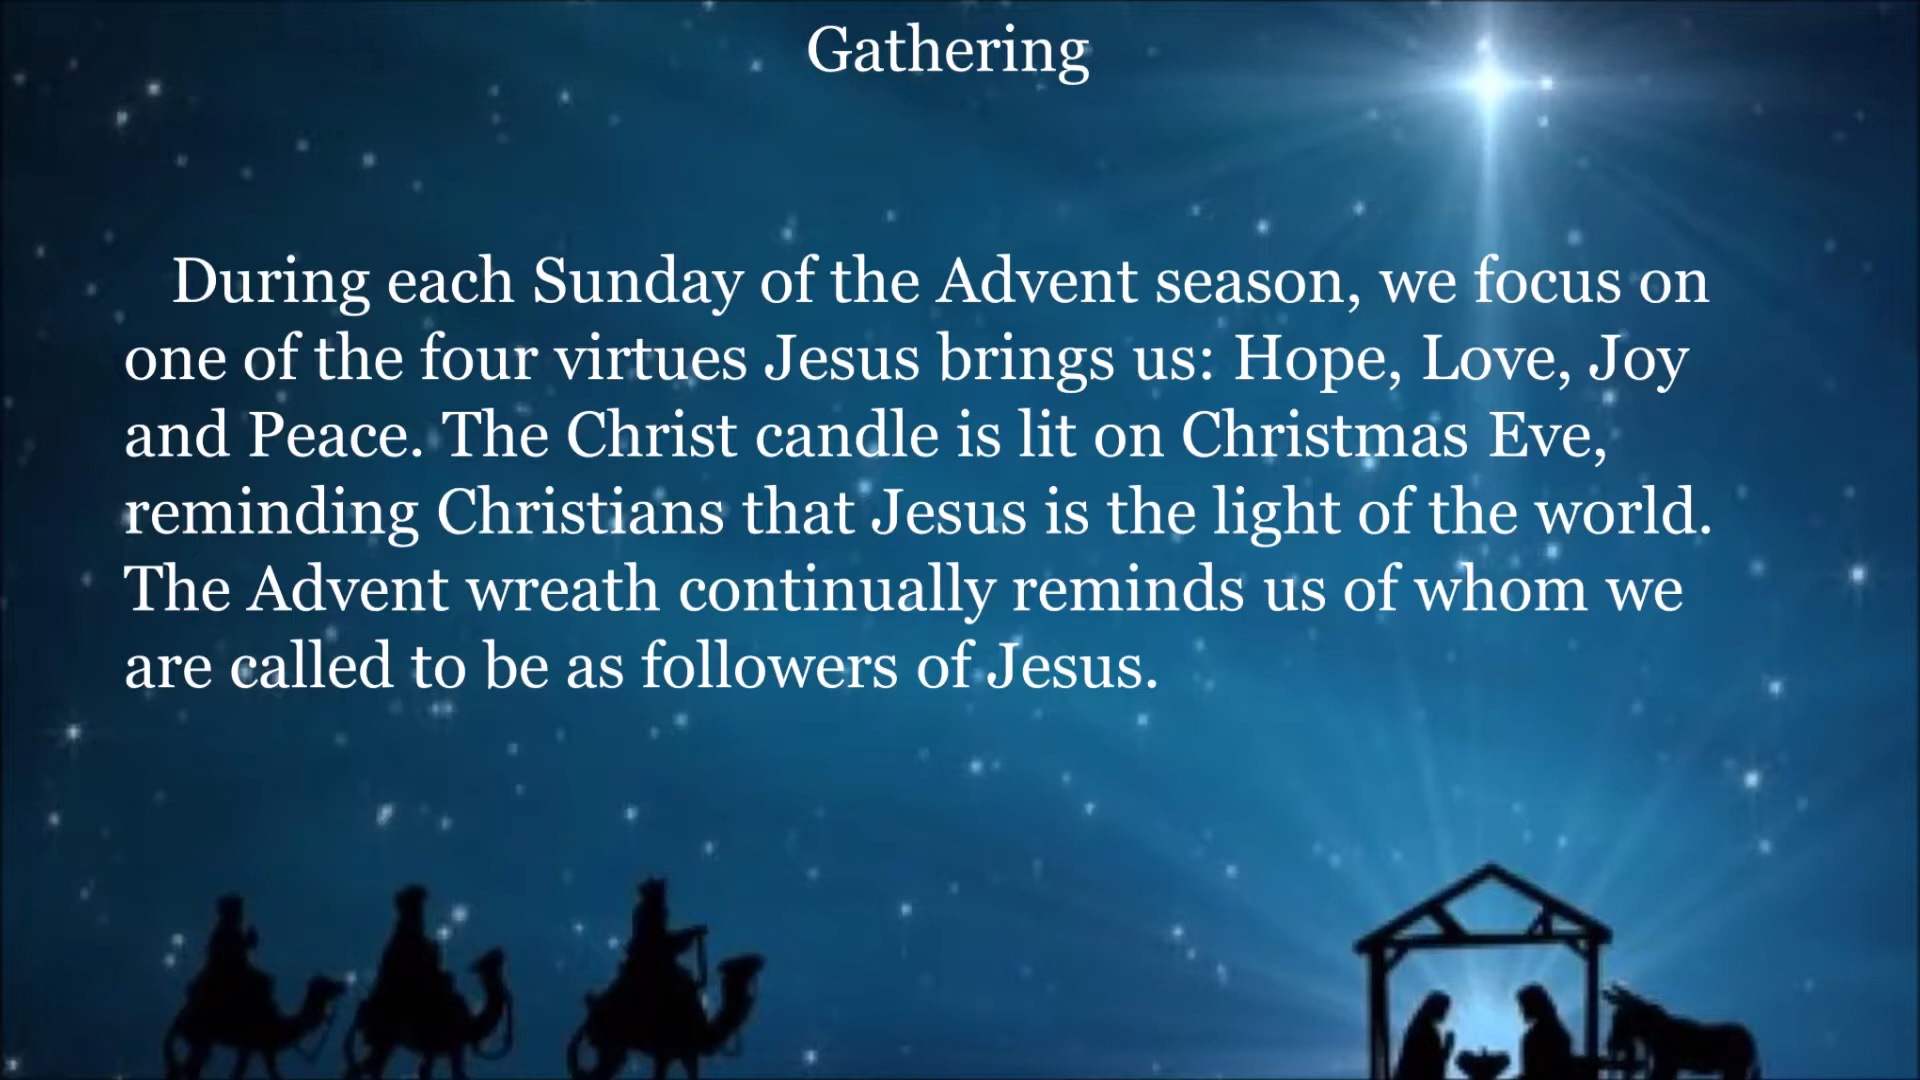 Gathering
During each Sunday of the Advent season, we focus on
one of the four virtues Jesus brings us: Hope, Love, Joy
and Peace. The Christ candle is lit on Christmas Eve,
reminding Christians that Jesus is the light of the world.
The Advent wreath continually reminds us of whom we
are called to be as followers of Jesus.